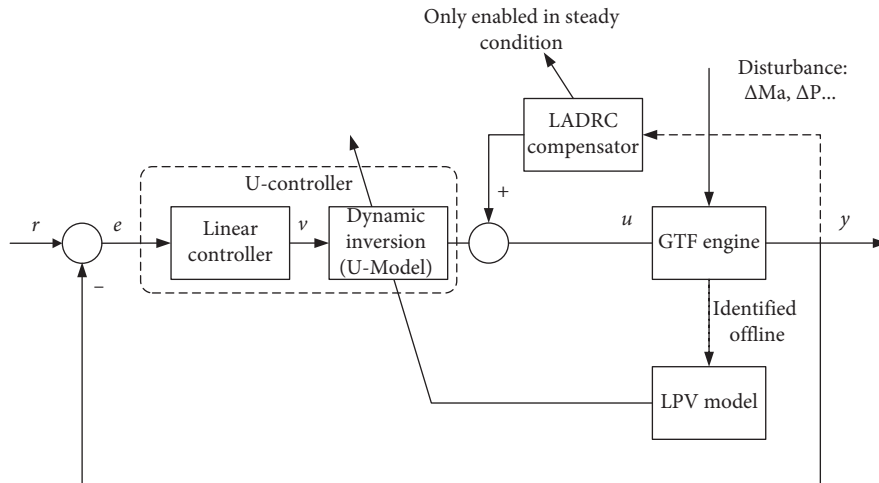 Only enabled in steady
condition
Disturbance:
ΔMa, ΔP...
LADRC
compensator
U-controller
+
r
e
Linear
controller
v
Dynamic
inversion
(U-Model)
u
GTF engine
y
−
Identified
offline
LPV model